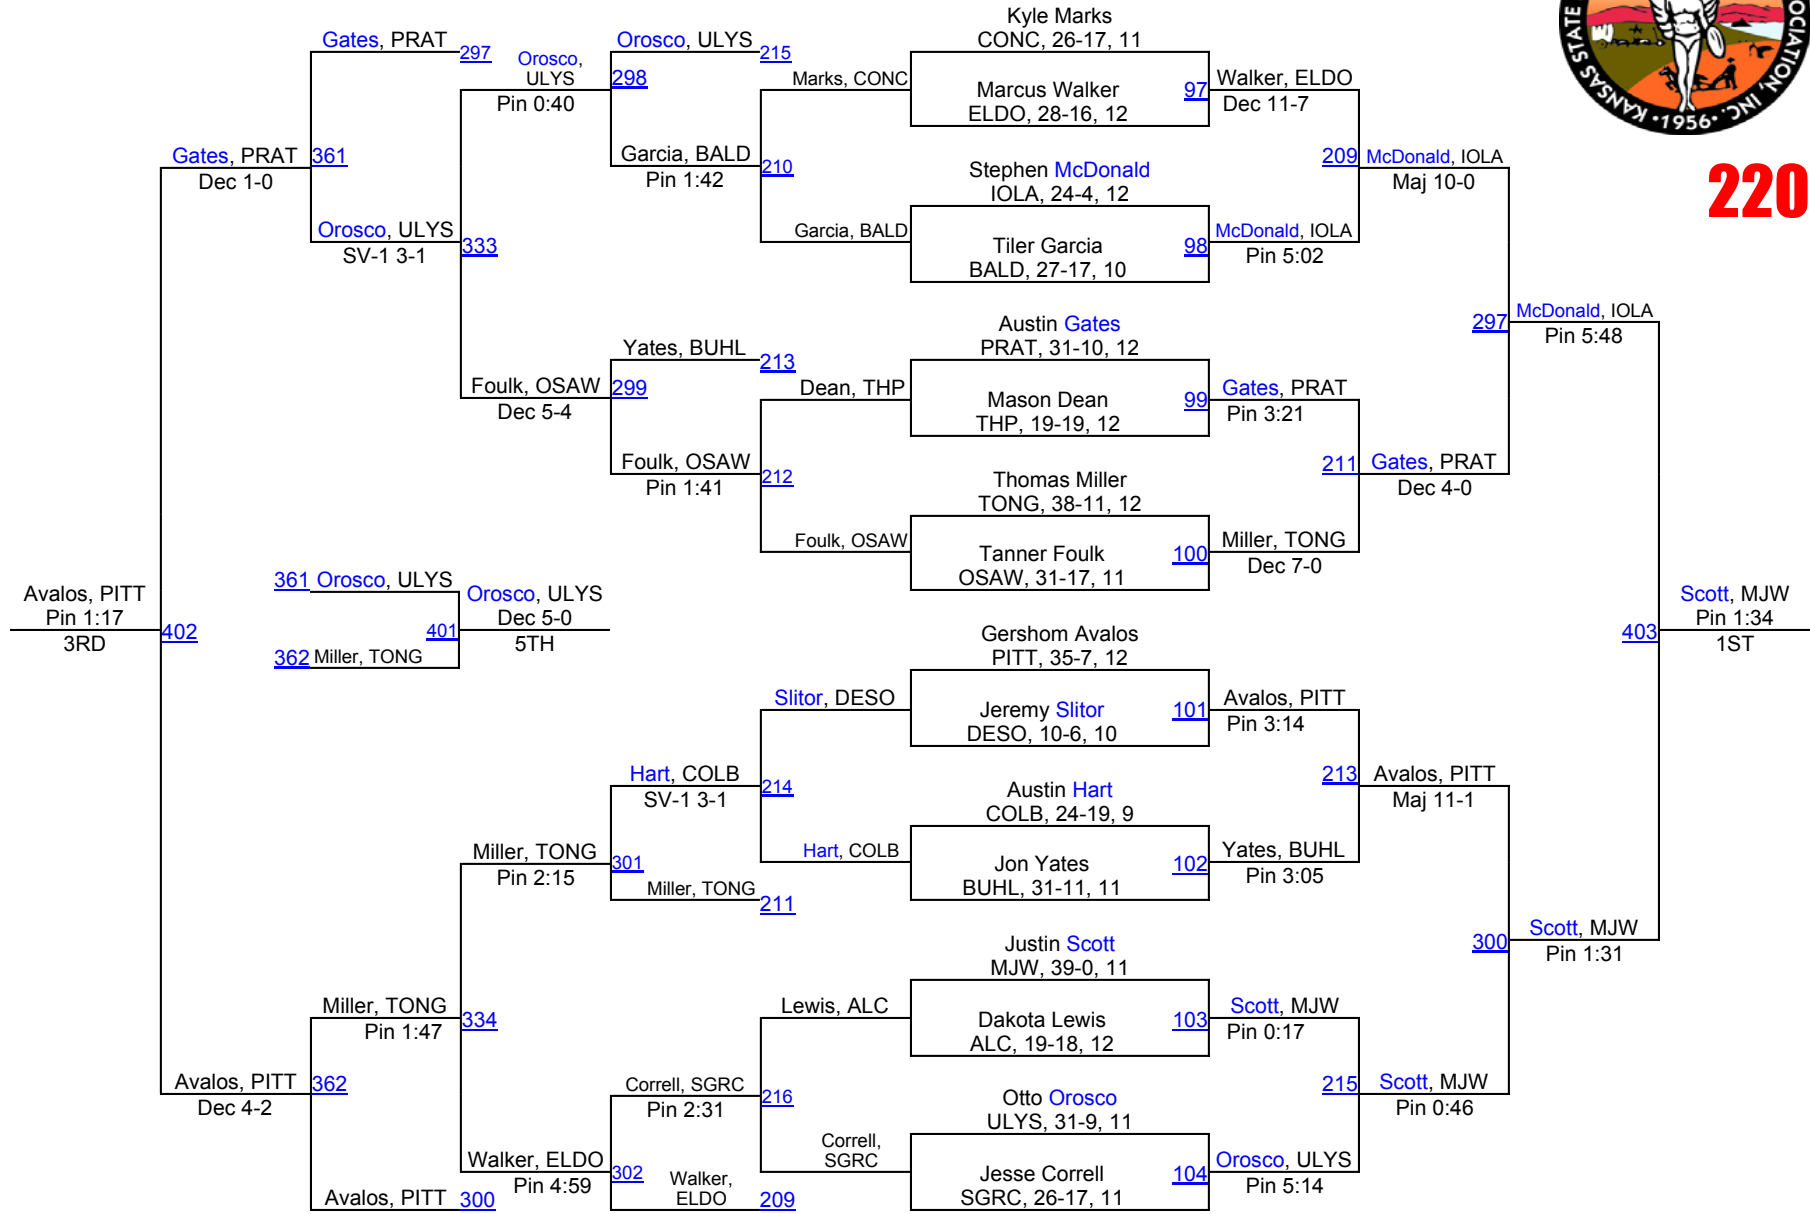 Kyle Marks
CONC, 26-17, 11
Marcus Walker
ELDO, 28-16, 12
Stephen McDonald
IOLA, 24-4, 12
Tiler Garcia
BALD, 27-17, 10
Austin Gates
PRAT, 31-10, 12
Mason Dean
THP, 19-19, 12
Thomas Miller
TONG, 38-11, 12
Tanner Foulk
OSAW, 31-17, 11
Gershom Avalos
PITT, 35-7, 12
Jeremy Slitor
DESO, 10-6, 10
Austin Hart
COLB, 24-19, 9
Jon Yates
BUHL, 31-11, 11
Justin Scott
MJW, 39-0, 11
Dakota Lewis
ALC, 19-18, 12
Otto Orosco
ULYS, 31-9, 11
Jesse Correll
SGRC, 26-17, 11
97
Walker, ELDO
Dec 11-7
98
McDonald, IOLA
Pin 5:02
99
Gates, PRAT
Pin 3:21
100
Miller, TONG
Dec 7-0
101
Avalos, PITT
Pin 3:14
102
Yates, BUHL
Pin 3:05
103
Scott, MJW
Pin 0:17
104
Orosco, ULYS
Pin 5:14
209
McDonald, IOLA
Maj 10-0
211
Gates, PRAT
Dec 4-0
213
Avalos, PITT
Maj 11-1
215
Scott, MJW
Pin 0:46
297
McDonald, IOLA
Pin 5:48
300
Scott, MJW
Pin 1:31
403
Scott, MJW
Pin 1:34
1ST
Marks, CONC
Garcia, BALD
Dean, THP
Foulk, OSAW
Slitor, DESO
Hart, COLB
Lewis, ALC
Correll,
SGRC
Orosco, ULYS
215
210
Garcia, BALD
Pin 1:42
Yates, BUHL
213
212
Foulk, OSAW
Pin 1:41
214
Hart, COLB
SV-1 3-1
Miller, TONG
211
216
Correll, SGRC
Pin 2:31
Walker,
ELDO
209
298
Orosco,
ULYS
Pin 0:40
299
Foulk, OSAW
Dec 5-4
301
Miller, TONG
Pin 2:15
302
Walker, ELDO
Pin 4:59
Gates, PRAT
297
333
Orosco, ULYS
SV-1 3-1
334
Miller, TONG
Pin 1:47
Avalos, PITT
300
361
Gates, PRAT
Dec 1-0
362
Avalos, PITT
Dec 4-2
402
Avalos, PITT
Pin 1:17
3RD
361 Orosco, ULYS
362 Miller, TONG
401
Orosco, ULYS
Dec 5-0
5TH
KANSAS STATE
INC.
•1956•
220